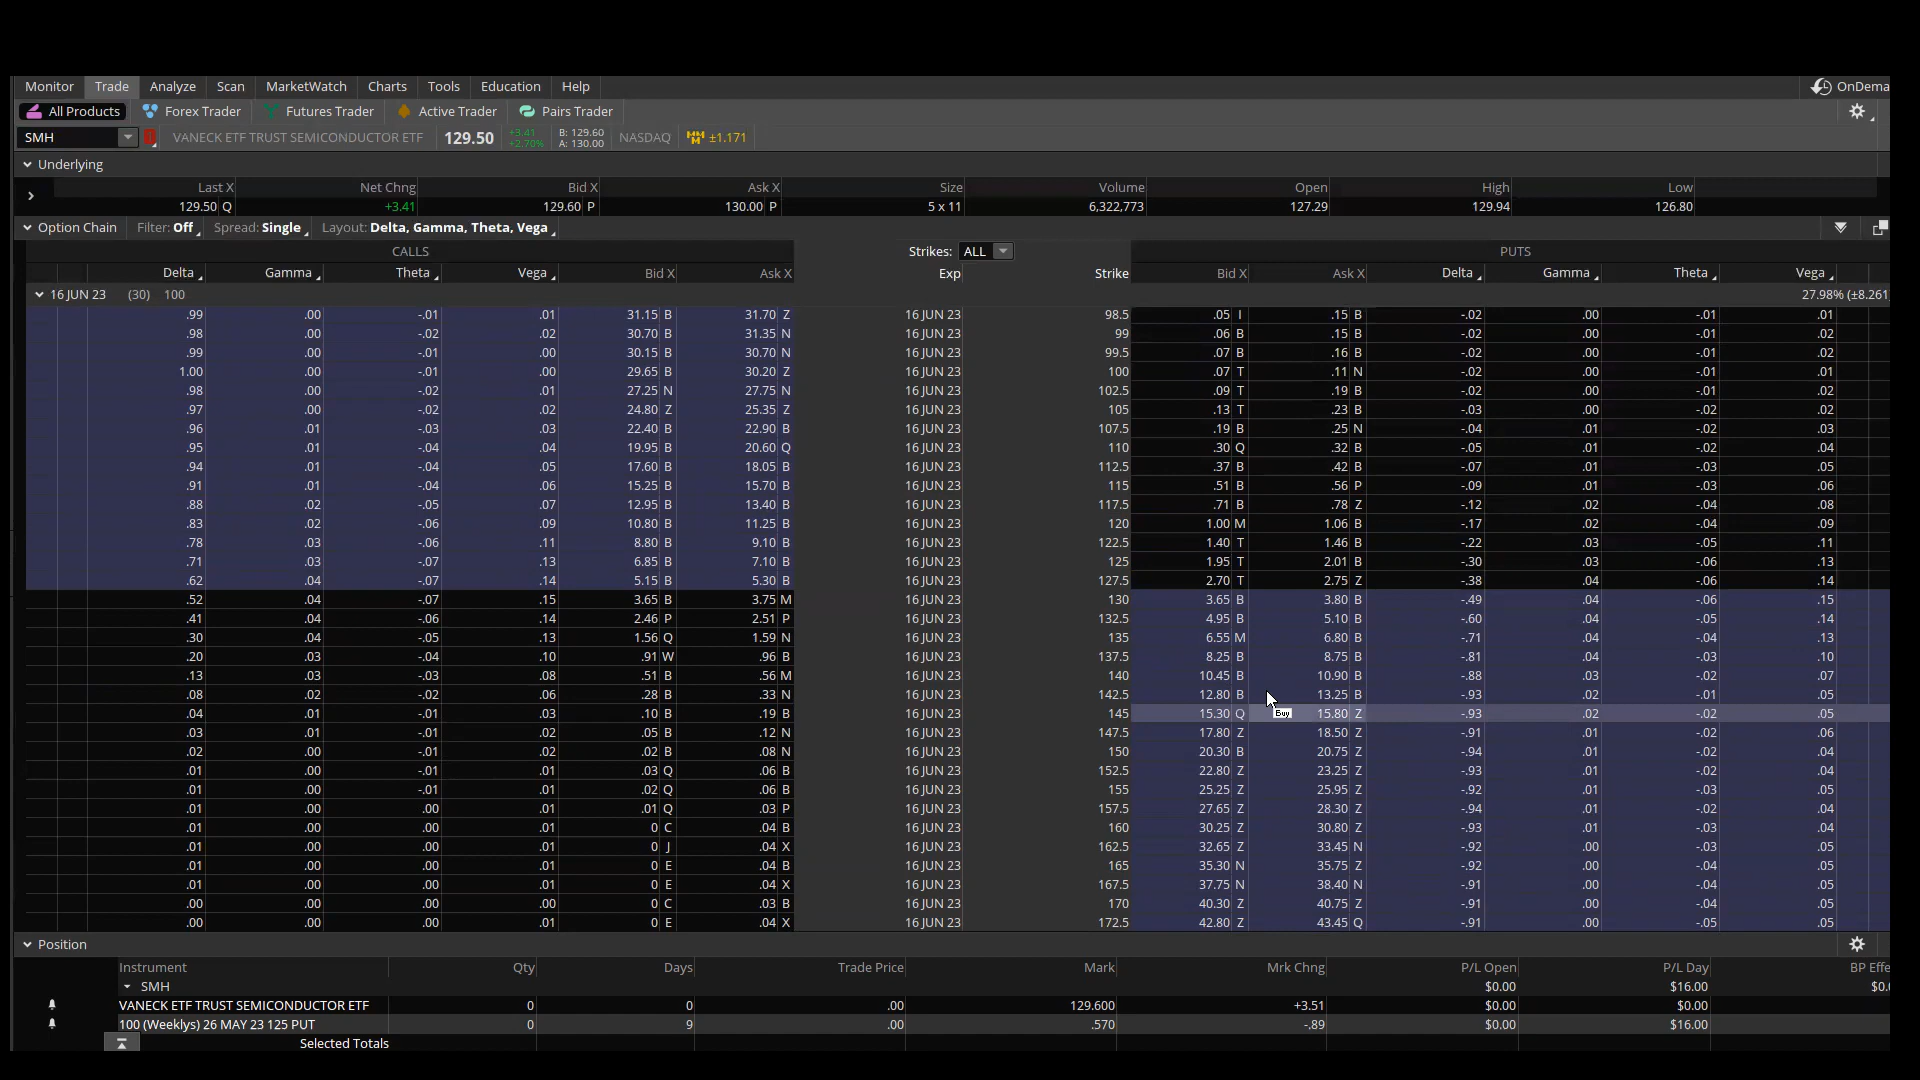 Monitor Trade Analyze Scan MarketWatch Charts Tools Education Help OnDema
All Products Forex Trader Futures Trader Active Trader Pairs Trader
SMH VANECK ETF TRUST SEMICONDUCTOR ETF 129.50 +3.41 +2.70% B: 129.60 A: 130.00 NASDAQ ±1.171
Underlying
Last X Net Chng Bid X Ask X Size Volume Open High Low
129.50 Q +3.41 129.60 P 130.00 P 5 x 11 6,322,773 127.29 129.94 126.80
Option Chain Filter: Off Spread: Single Layout: Delta, Gamma, Theta, Vega
CALLS Strikes: ALL PUTS
Delta Gamma Theta Vega Bid X Ask X Exp Strike Bid X Ask X Delta Gamma Theta Vega
16 JUN 23 (30) 100 27.98% (±8.261
.99 .00 -.01 .01 31.15 B 31.70 Z 16 JUN 23 98.5 .05 I .15 B -.02 .00 -.01 .01
.98 .00 -.02 .02 30.70 B 31.35 N 16 JUN 23 99 .06 B .15 B -.02 .00 -.01 .02
.99 .00 -.01 .00 30.15 B 30.70 N 16 JUN 23 99.5 .07 B .16 B -.02 .00 -.01 .02
1.00 .00 -.01 .00 29.65 B 30.20 Z 16 JUN 23 100 .07 T .11 N -.02 .00 -.01 .01
.98 .00 -.02 .01 27.25 N 27.75 N 16 JUN 23 102.5 .09 T .19 B -.02 .00 -.01 .02
.97 .00 -.02 .02 24.80 Z 25.35 Z 16 JUN 23 105 .13 T .23 B -.03 .00 -.02 .02
.96 .01 -.03 .03 22.40 B 22.90 B 16 JUN 23 107.5 .19 B .25 N -.04 .01 -.02 .03
.95 .01 -.04 .04 19.95 B 20.60 Q 16 JUN 23 110 .30 Q .32 B -.05 .01 -.02 .04
.94 .01 -.04 .05 17.60 B 18.05 B 16 JUN 23 112.5 .37 B .42 B -.07 .01 -.03 .05
.91 .01 -.04 .06 15.25 B 15.70 B 16 JUN 23 115 .51 B .56 P -.09 .01 -.03 .06
.88 .02 -.05 .07 12.95 B 13.40 B 16 JUN 23 117.5 .71 B .78 Z -.12 .02 -.04 .08
.83 .02 -.06 .09 10.80 B 11.25 B 16 JUN 23 120 1.00 M 1.06 B -.17 .02 -.04 .09
.78 .03 -.06 .11 8.80 B 9.10 B 16 JUN 23 122.5 1.40 T 1.46 B -.22 .03 -.05 .11
.71 .03 -.07 .13 6.85 B 7.10 B 16 JUN 23 125 1.95 T 2.01 B -.30 .03 -.06 .13
.62 .04 -.07 .14 5.15 B 5.30 B 16 JUN 23 127.5 2.70 T 2.75 Z -.38 .04 -.06 .14
.52 .04 -.07 .15 3.65 B 3.75 M 16 JUN 23 130 3.65 B 3.80 B -.49 .04 -.06 .15
.41 .04 -.06 .14 2.46 P 2.51 P 16 JUN 23 132.5 4.95 B 5.10 B -.60 .04 -.05 .14
.30 .04 -.05 .13 1.56 Q 1.59 N 16 JUN 23 135 6.55 M 6.80 B -.71 .04 -.04 .13
.20 .03 -.04 .10 .91 W .96 B 16 JUN 23 137.5 8.25 B 8.75 B -.81 .04 -.03 .10
.13 .03 -.03 .08 .51 B .56 M 16 JUN 23 140 10.45 B 10.90 B -.88 .03 -.02 .07
.08 .02 -.02 .06 .28 B .33 N 16 JUN 23 142.5 12.80 B 13.25 B -.93 .02 -.01 .05
.04 .01 -.01 .03 .10 B .19 B 16 JUN 23 145 15.30 Q Buy 15.80 Z -.93 .02 -.02 .05
.03 .01 -.01 .02 .05 B .12 N 16 JUN 23 147.5 17.80 Z 18.50 Z -.91 .01 -.02 .06
.02 .00 -.01 .02 .02 B .08 N 16 JUN 23 150 20.30 B 20.75 Z -.94 .01 -.02 .04
.01 .00 -.01 .01 .03 Q .06 B 16 JUN 23 152.5 22.80 Z 23.25 Z -.93 .01 -.02 .04
.01 .00 -.01 .01 .02 Q .06 B 16 JUN 23 155 25.25 Z 25.95 Z -.92 .01 -.02 .05
.01 .00 .00 .01 .01 Q .03 P 16 JUN 23 157.5 27.65 Z 28.30 Z -.94 .01 -.02 .04
.01 .00 .00 .01 0 C .04 B 16 JUN 23 160 30.25 Z 30.80 Z -.93 .01 -.03 .04
.01 .00 .00 .01 0 J .04 X 16 JUN 23 162.5 32.65 Z 33.45 N -.92 .00 -.03 .05
.01 .00 .00 .01 0 E .04 B 16 JUN 23 165 35.30 N 35.75 Z -.92 .00 -.04 .05
.01 .00 .00 .01 0 E .04 X 16 JUN 23 167.5 37.75 N 38.40 N -.91 .00 -.04 .05
.00 .00 .00 .00 0 C .03 B 16 JUN 23 170 40.30 Z 40.75 Z -.91 .00 -.04 .05
.00 .00 .00 .01 0 E .04 X 16 JUN 23 172.5 42.80 Z 43.45 Q -.91 .00 -.05 .05
Position
Instrument Qty Days Trade Price Mark Mrk Chng P/L Open P/L Day BP Effe
SMH $0.00 $16.00 $0.
VANECK ETF TRUST SEMICONDUCTOR ETF 0 0 .00 129.600 +3.51 $0.00 $0.00
100 (Weeklys) 26 MAY 23 125 PUT 0 9 .00 .570 -.89 $0.00 $16.00
Selected Totals